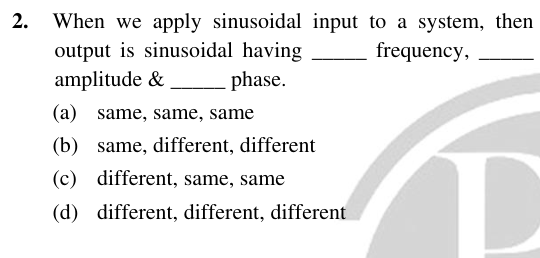 2. When we apply sinusoidal input to a system, then
output is sinusoidal having _____ frequency, _____
amplitude & _____ phase.
(a) same, same, same
(b) same, different, different
(c) different, same, same
(d) different, different, different